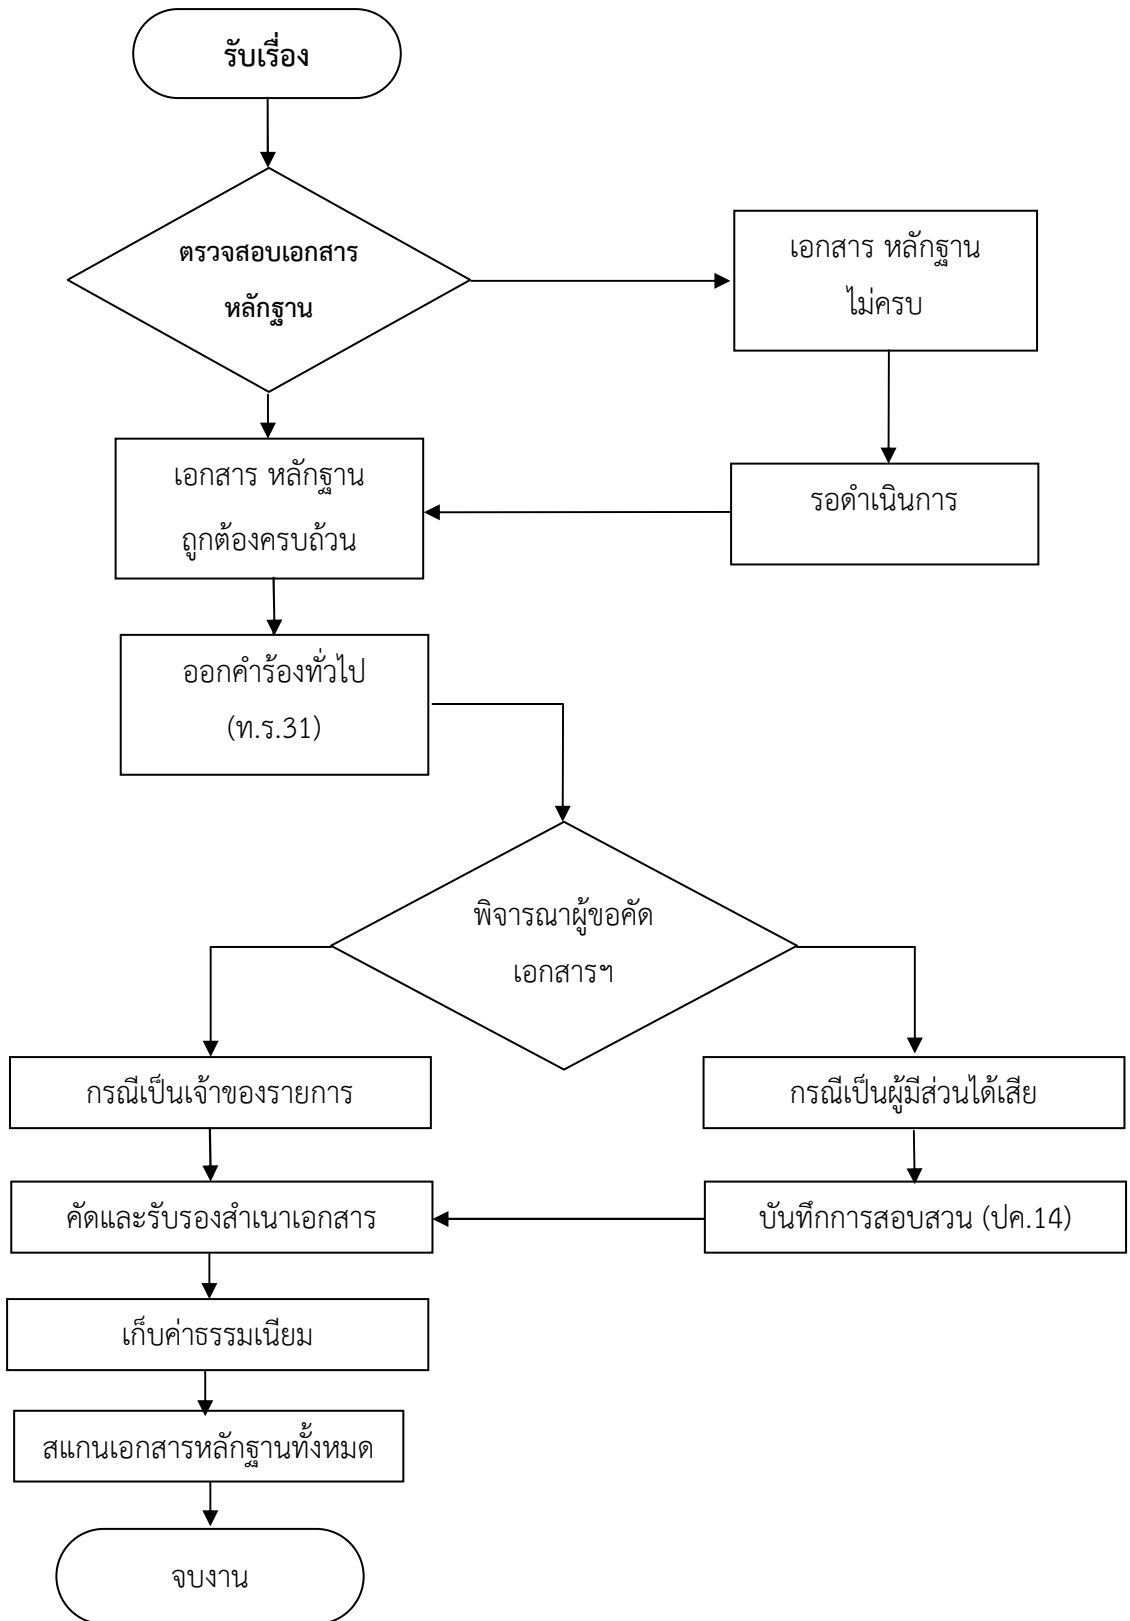 รับเรื่อง
ตรวจสอบเอกสาร
หลักฐาน
เอกสาร หลักฐาน
ไม่ครบ
เอกสาร หลักฐาน
ถูกต้องครบถ้วน
รอดำเนินการ
ออกคำร้องทั่วไป
(ท.ร.31)
พิจารณาผู้ขอคัด
เอกสารฯ
กรณีเป็นเจ้าของรายการ
กรณีเป็นผู้มีส่วนได้เสีย
คัดและรับรองสำเนาเอกสาร
บันทึกการสอบสวน (ปค.14)
เก็บค่าธรรมเนียม
สแกนเอกสารหลักฐานทั้งหมด
จบงาน